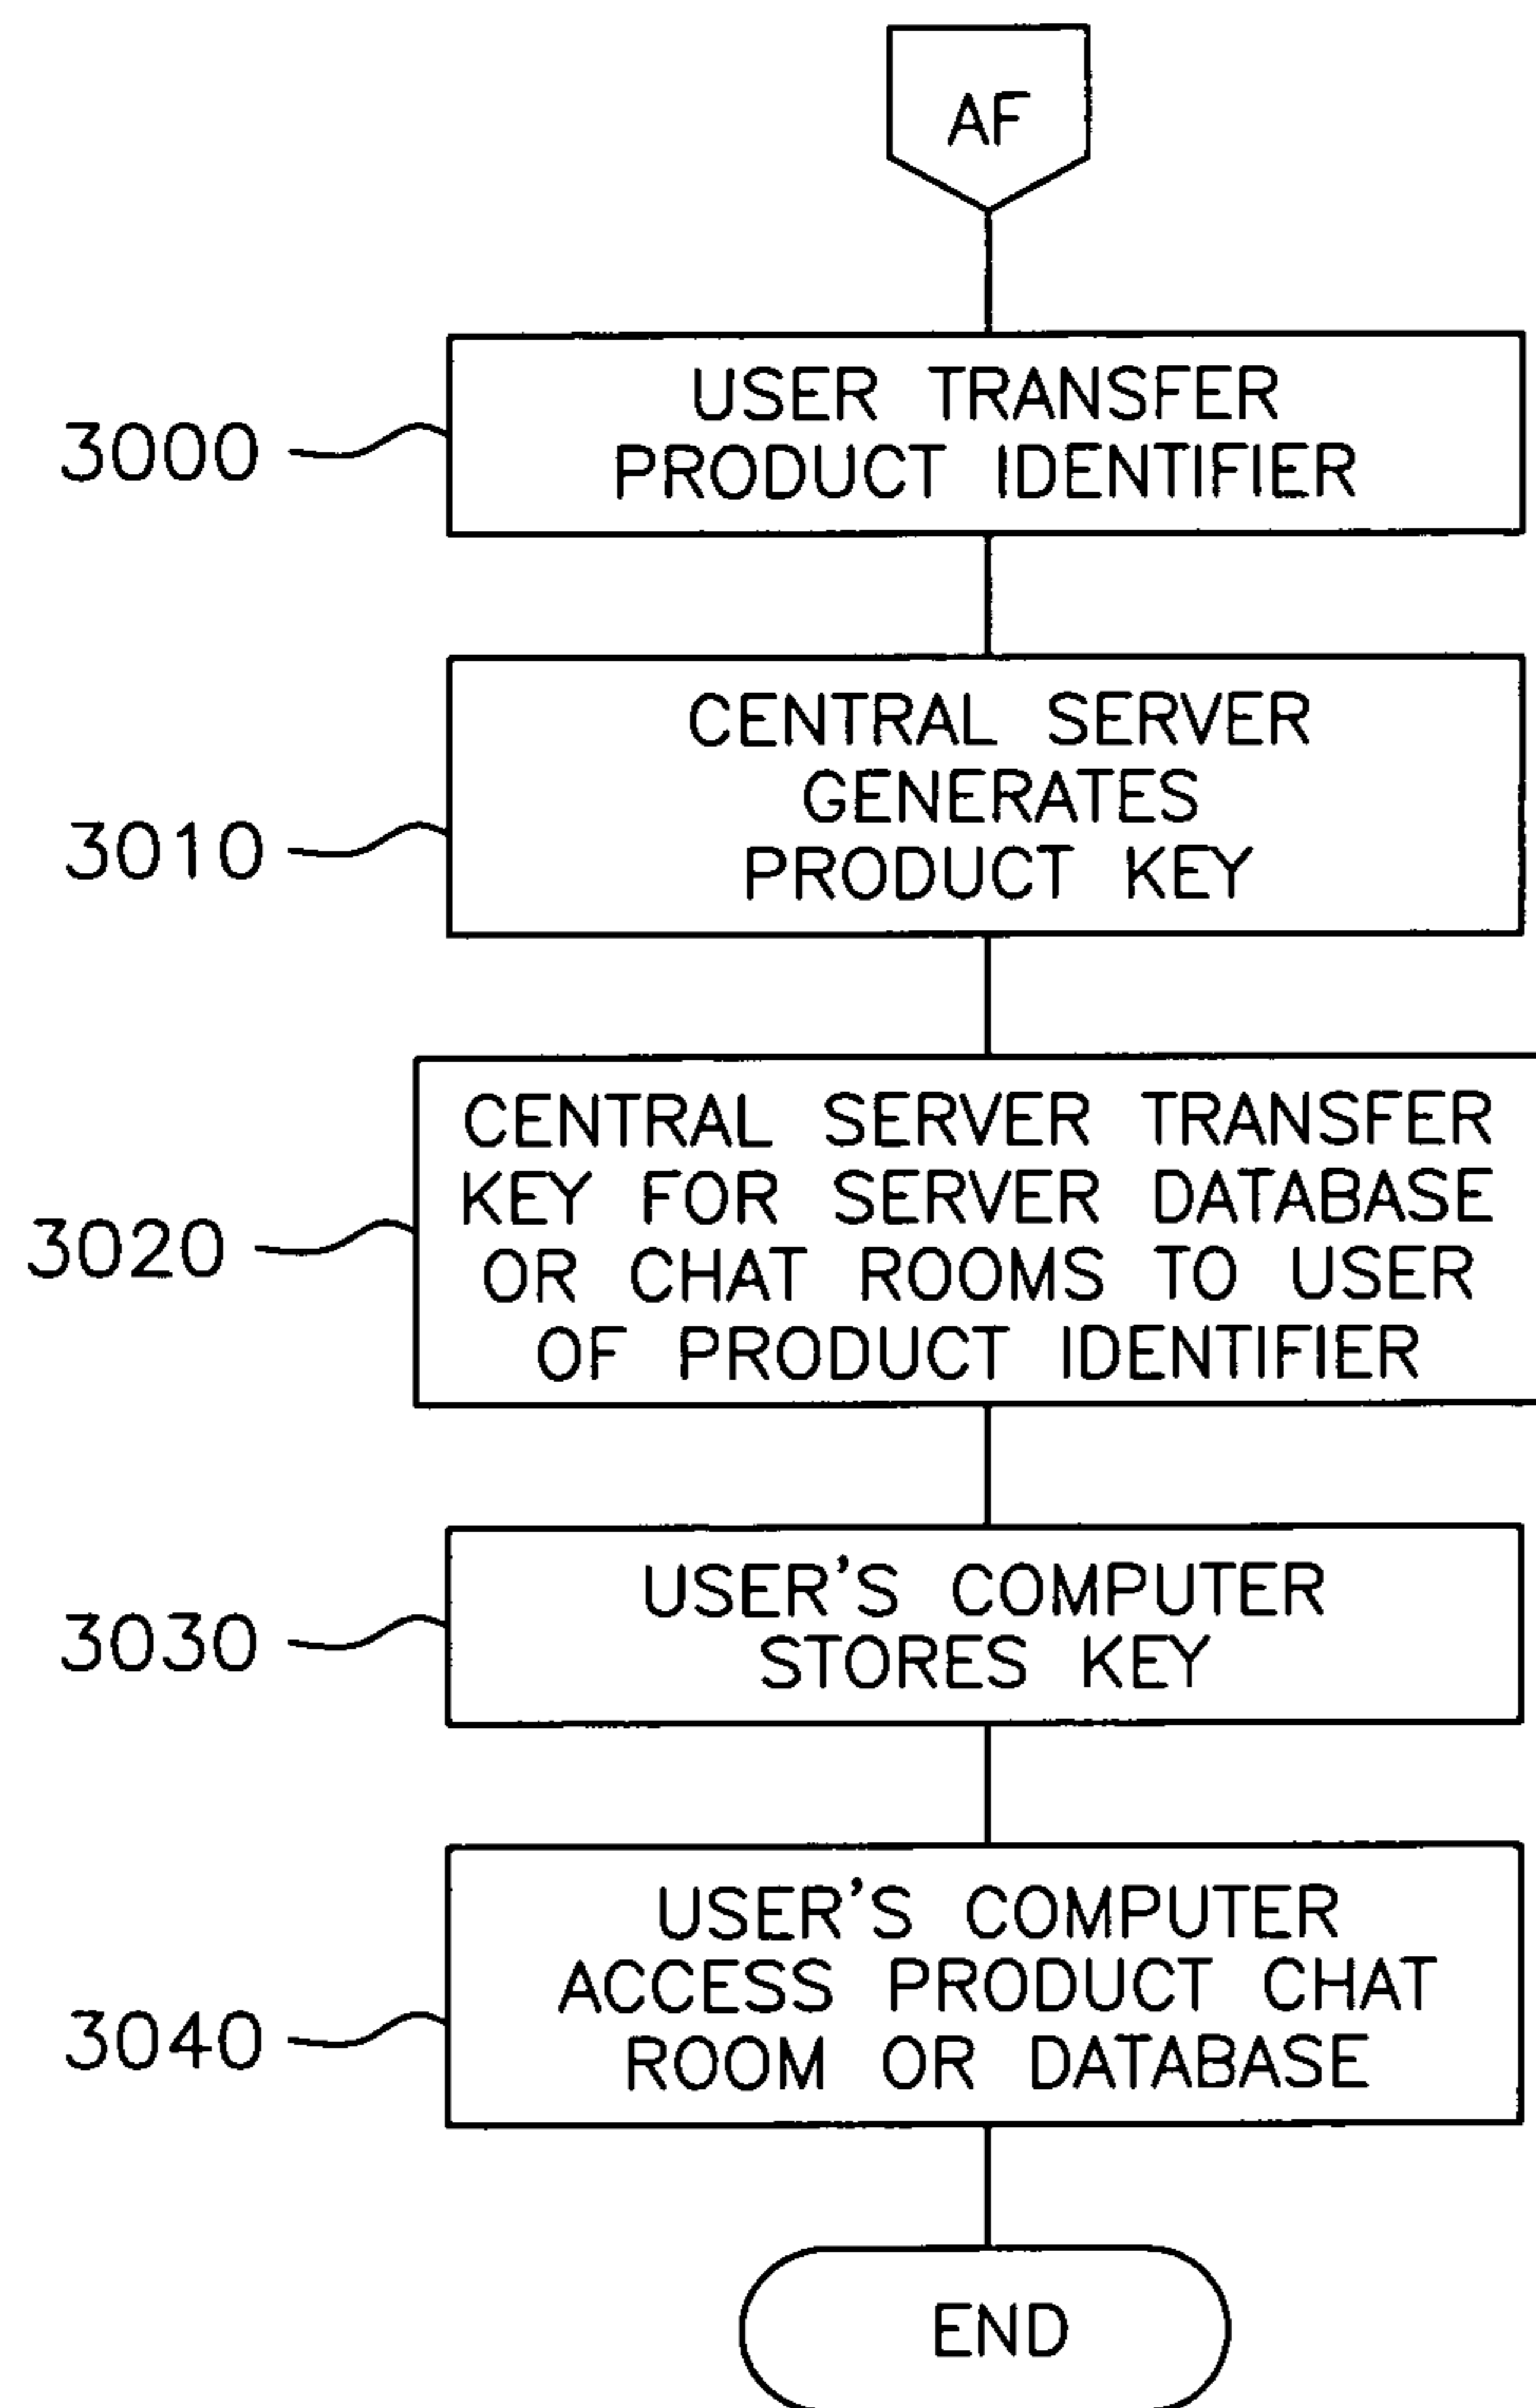 AF
USER TRANSFER
PRODUCT IDENTIFIER
3000
CENTRAL SERVER
GENERATES
PRODUCT KEY
3010
CENTRAL SERVER TRANSFER
KEY FOR SERVER DATABASE
OR CHAT ROOMS TO USER
OF PRODUCT IDENTIFIER
3020
USER'S COMPUTER
STORES KEY
3030
USER'S COMPUTER
ACCESS PRODUCT CHAT
ROOM OR DATABASE
3040
END